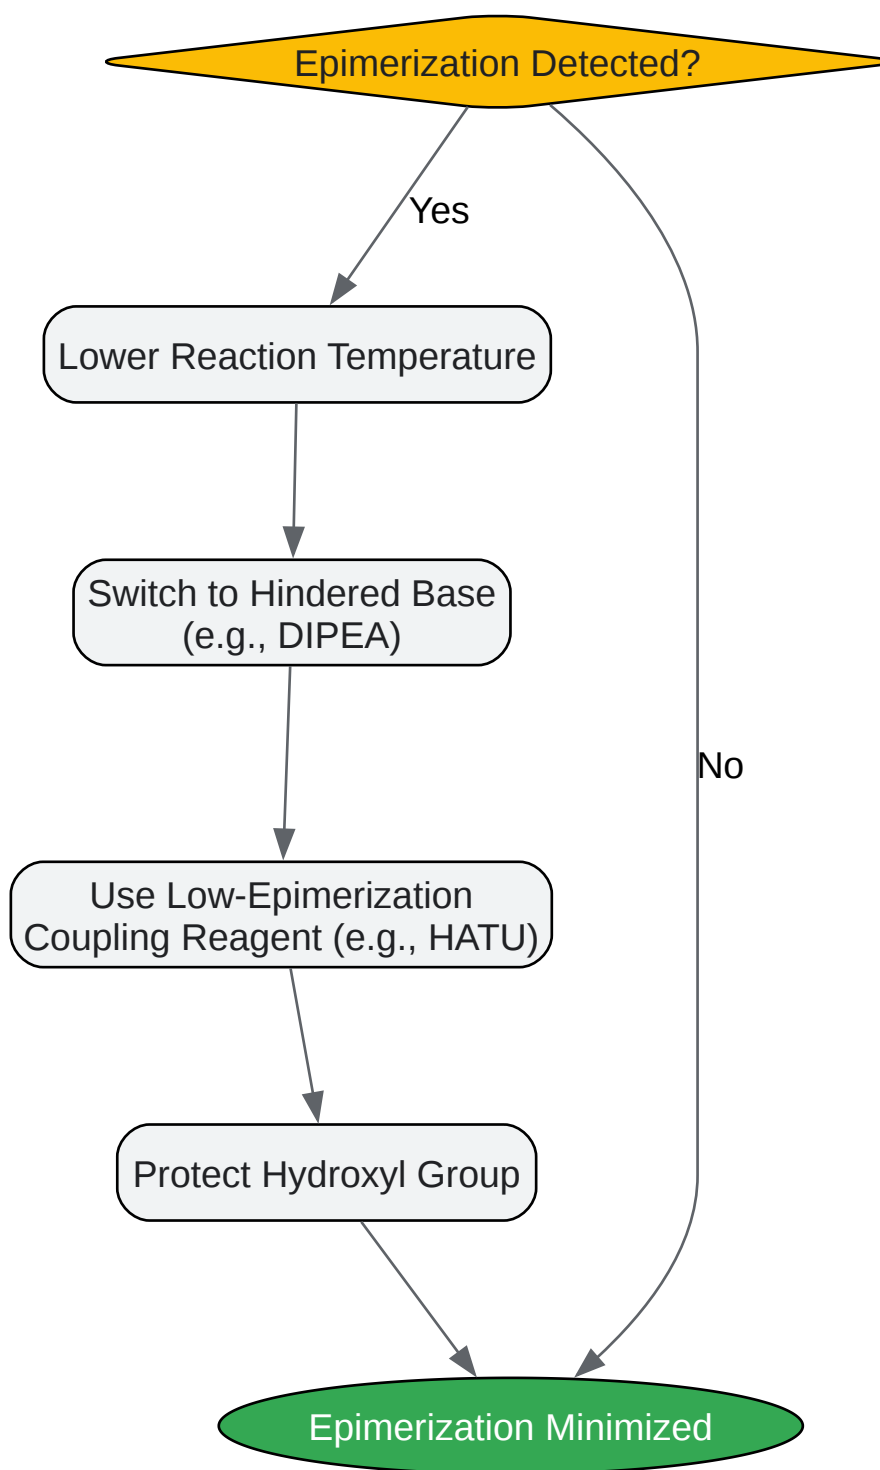 Epimerization Detected?
Yes
Lower Reaction Temperature
Switch to Hindered Base
(e.g., DIPEA)
No
Use Low-Epimerization
Coupling Reagent (e.g., HATU)
Protect Hydroxyl Group
Epimerization Minimized